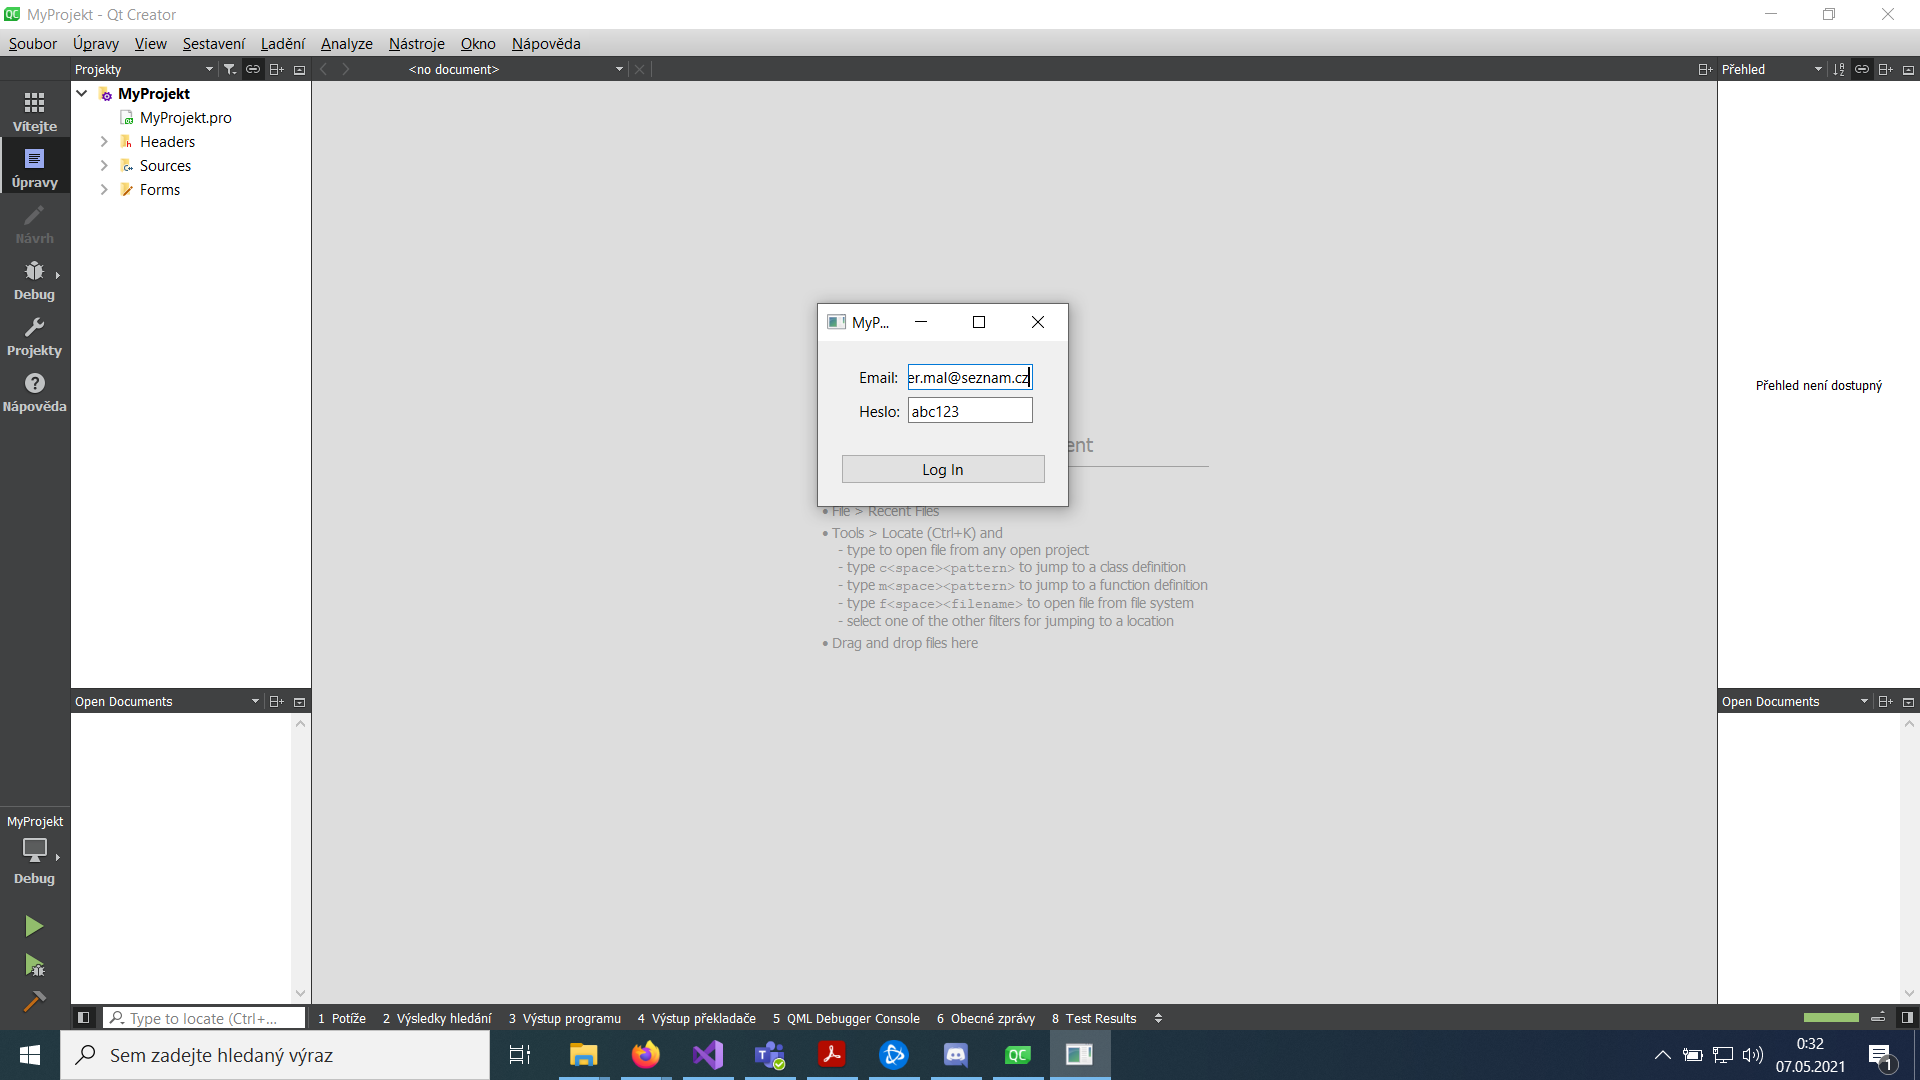 MyProjekt - Qt Creator
Soubor Úpravy View Sestavení Ladění Analyze Nástroje Okno Nápověda
Projekty <no document> Přehled
MyProjekt
MyProjekt.pro
Headers
Sources
Forms
Vítejte
Úpravy
Návrh
Debug
Projekty
Nápověda
MyP...
Email: er.mal@seznam.cz
Heslo: abc123
Log In
Přehled není dostupný
• File > Recent Files
• Tools > Locate (Ctrl+K) and
- type to open file from any open project
- type c<space><pattern> to jump to a class definition
- type m<space><pattern> to jump to a function definition
- type f<space><filename> to open file from file system
- select one of the other filters for jumping to a location
• Drag and drop files here
Open Documents Open Documents
MyProjekt
Debug
Type to locate (Ctrl+... 1 Potíže 2 Výsledky hledání 3 Výstup programu 4 Výstup překladače 5 QML Debugger Console 6 Obecné zprávy 8 Test Results
Sem zadejte hledaný výraz
0:32
07.05.2021
1